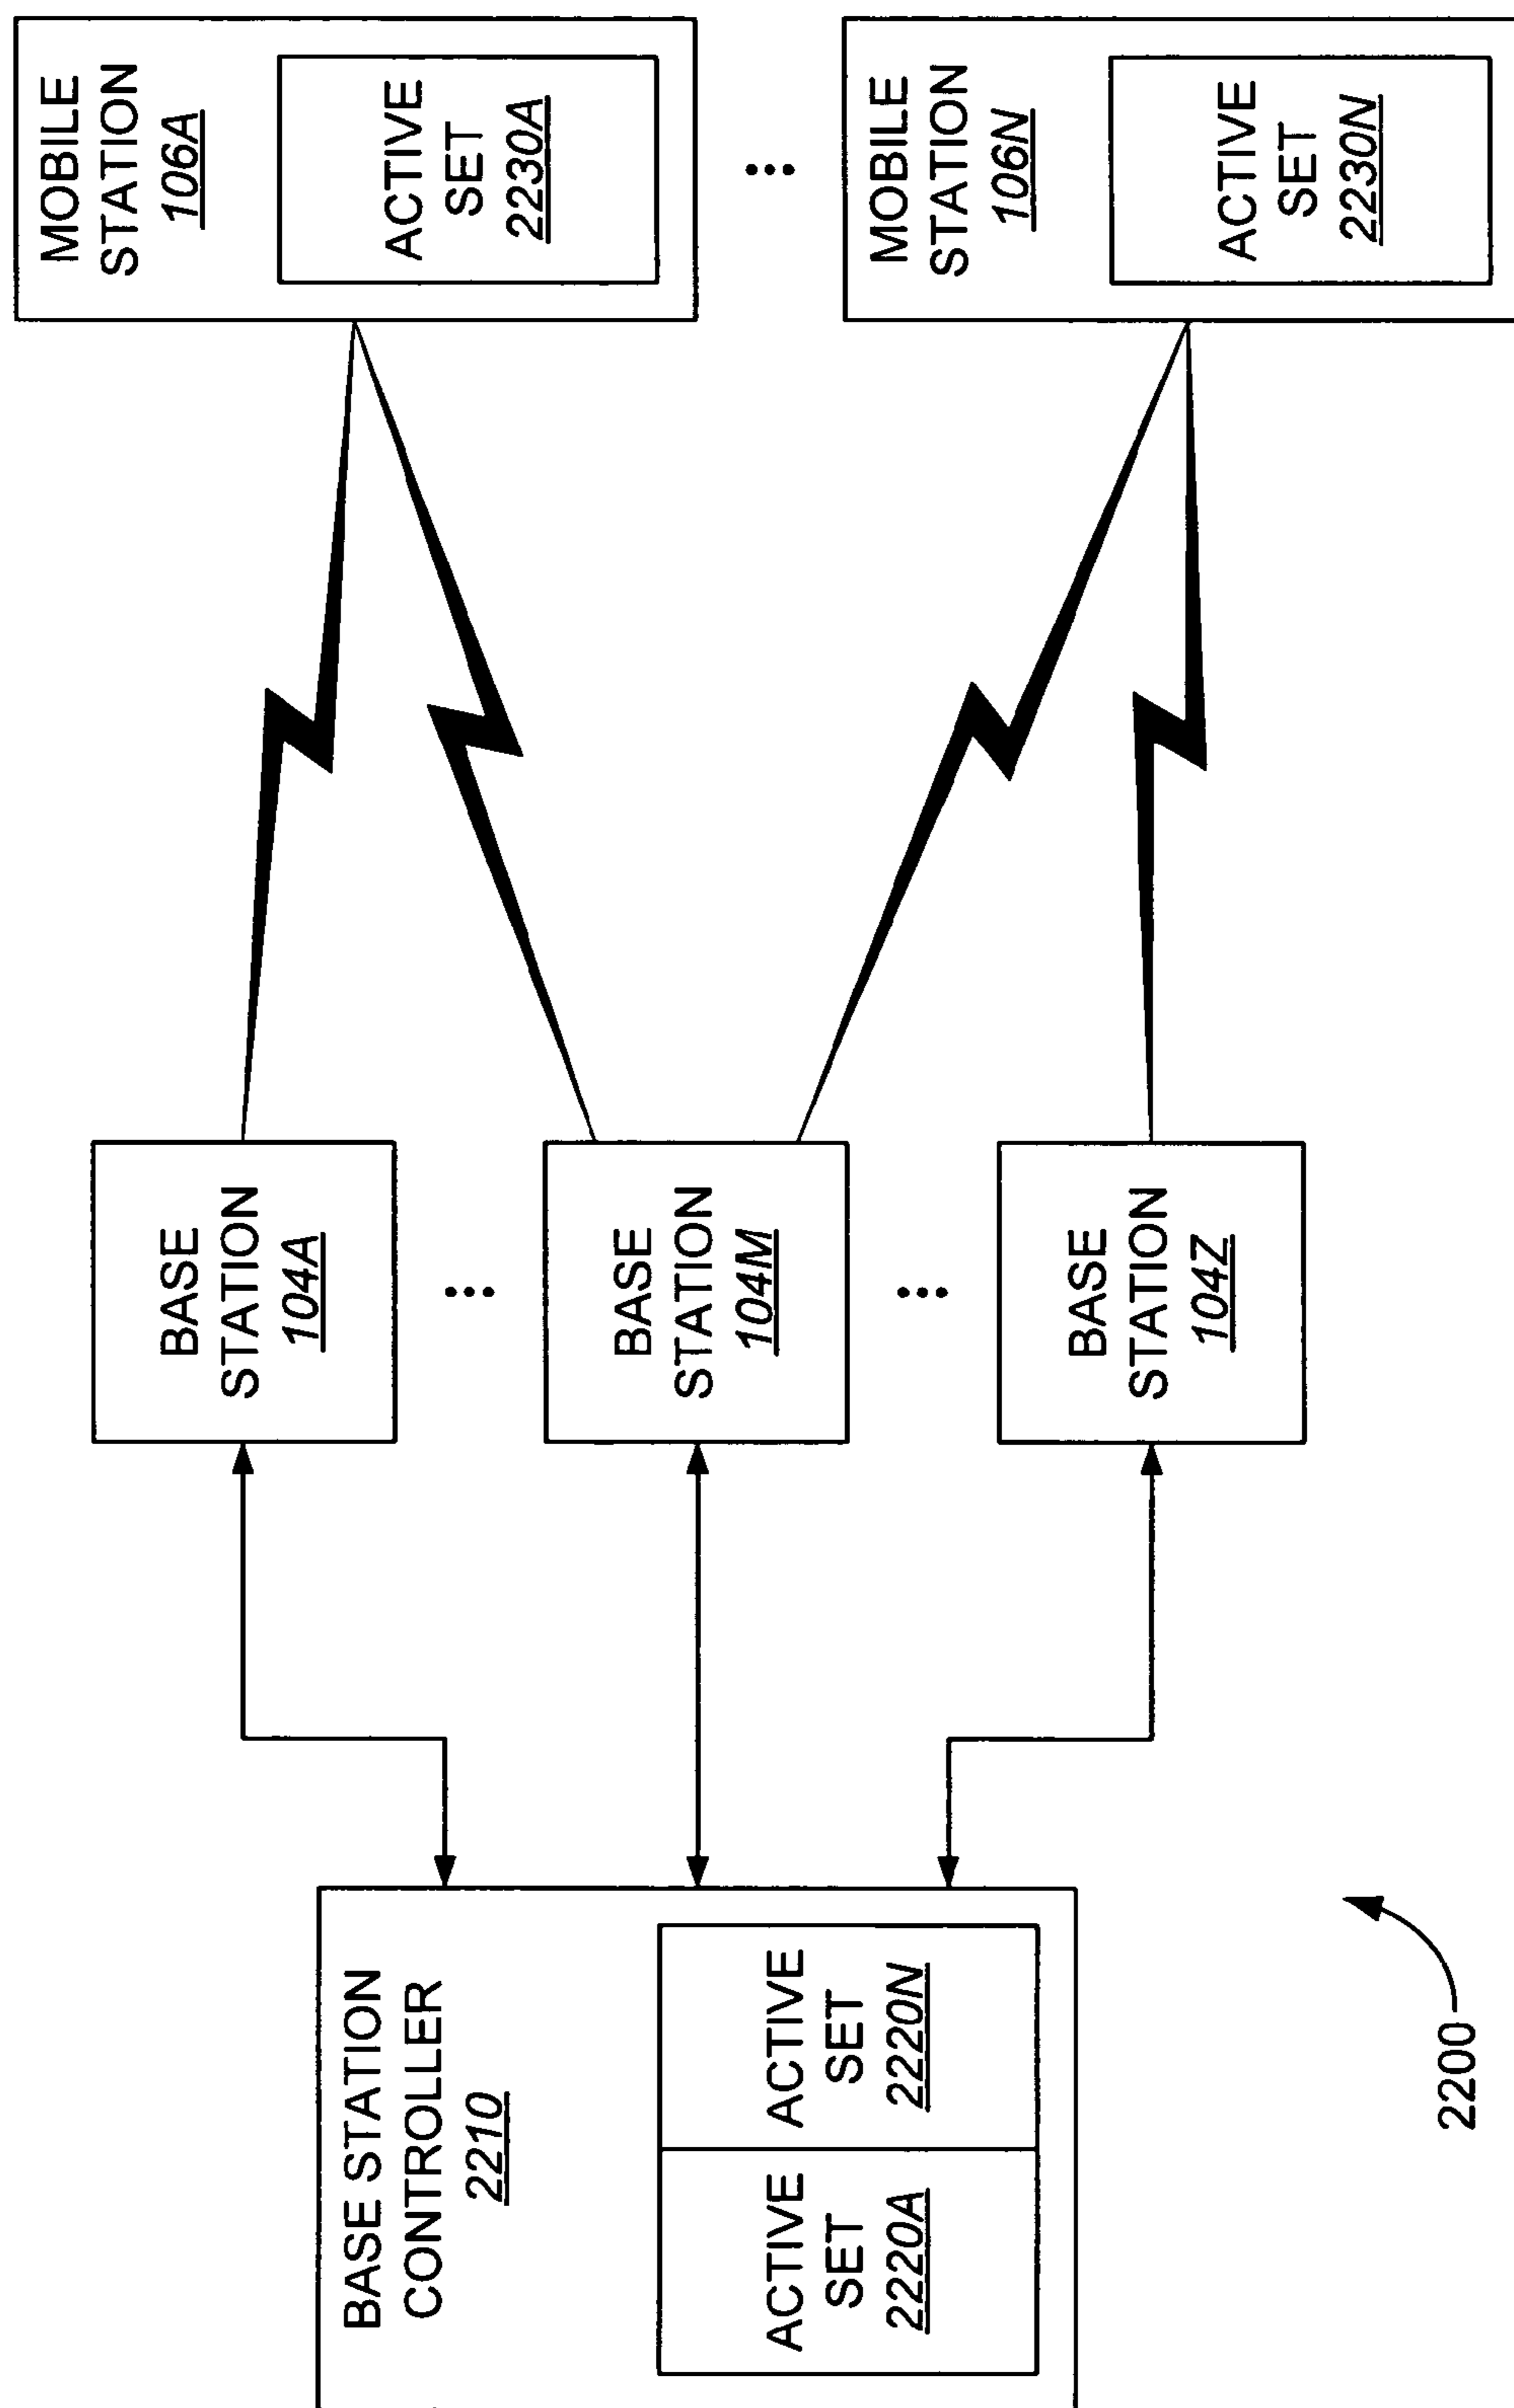 BASE STATION
CONTROLLER
2210
ACTIVE
SET
2220A
ACTIVE
SET
2220N
BASE
STATION
104A
BASE
STATION
104M
BASE
STATION
104Z
MOBILE
STATION
106A
ACTIVE
SET
2230A
MOBILE
STATION
106N
ACTIVE
SET
2230N
2200